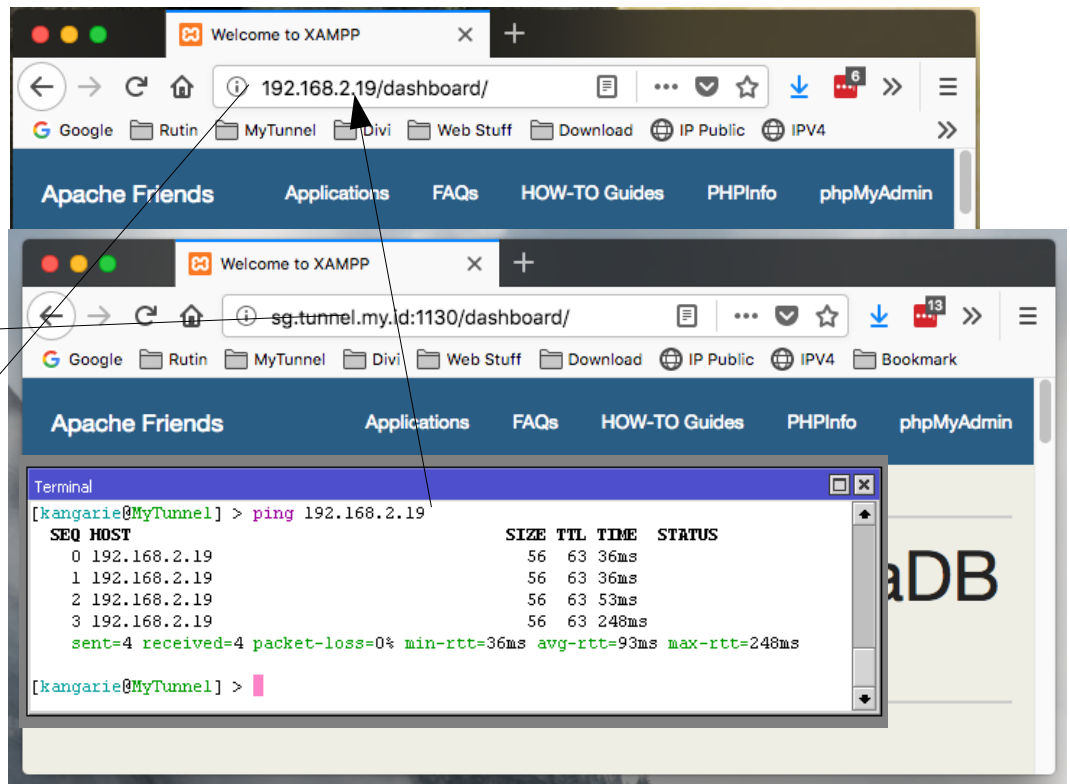 Welcome to XAMPP
192.168.2.19/dashboard/
6
Google Rutin MyTunnel Divi Web Stuff Download IP Public IPV4
Apache Friends Applications FAQs HOW-TO Guides PHPInfo phpMyAdmin
Welcome to XAMPP
sg.tunnel.my.id:1130/dashboard/
13
Google Rutin MyTunnel Divi Web Stuff Download IP Public IPV4 Bookmark
Apache Friends Applications FAQs HOW-TO Guides PHPInfo phpMyAdmin
aDB
Terminal
[kangarie@MyTunnel] > ping 192.168.2.19
SEQ HOST SIZE TTL TIME STATUS
0 192.168.2.19 56 63 36ms
1 192.168.2.19 56 63 36ms
2 192.168.2.19 56 63 53ms
3 192.168.2.19 56 63 248ms
sent=4 received=4 packet-loss=0% min-rtt=36ms avg-rtt=93ms max-rtt=248ms
[kangarie@MyTunnel] >